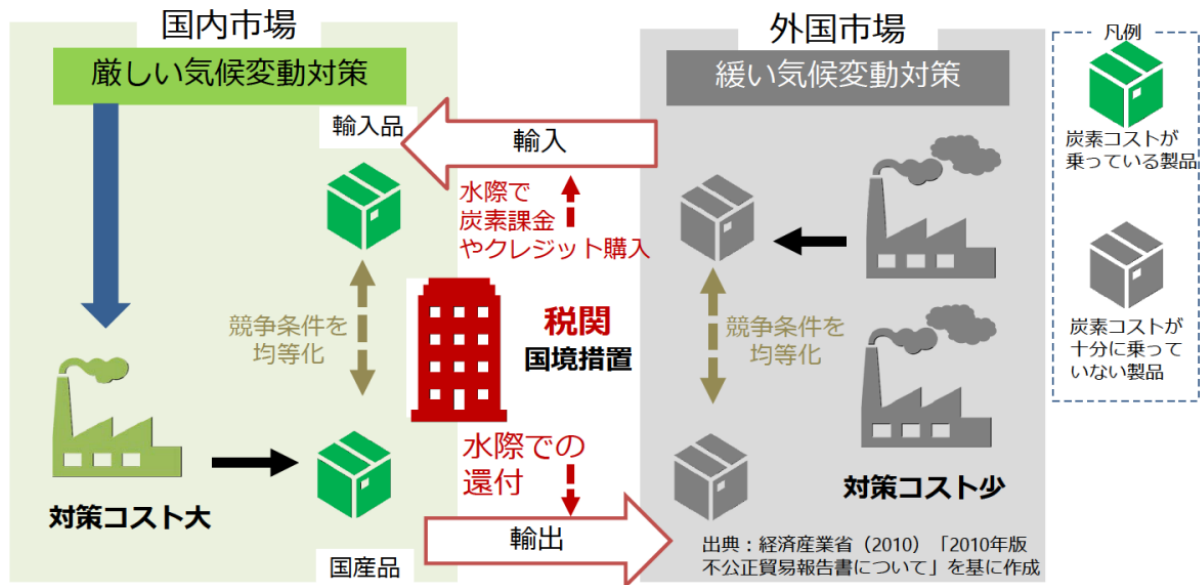 国内市場
厳しい気候変動対策
輸入品
輸入
水際で
炭素課金
やクレジット購入
競争条件を
均等化
税関
国境措置
水際での
還付
対策コスト大
国産品
輸出
外国市場
緩い気候変動対策
競争条件を
均等化
対策コスト少
出典：経済産業省（2010）「2010年版
不公正貿易報告書について」を基に作成
凡例
炭素コストが
乗っている製品
炭素コストが
十分に乗って
いない製品